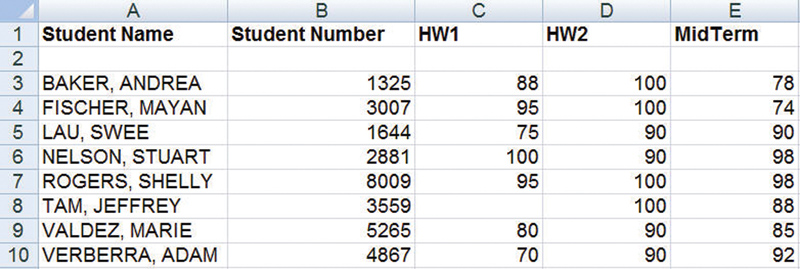 A B C D E
1 Student Name Student Number HW1 HW2 MidTerm
2
3 BAKER, ANDREA 1325 88 100 78
4 FISCHER, MAYAN 3007 95 100 74
5 LAU, SWEE 1644 75 90 90
6 NELSON, STUART 2881 100 90 98
7 ROGERS, SHELLY 8009 95 100 98
8 TAM, JEFFREY 3559 100 88
9 VALDEZ, MARIE 5265 80 90 85
10 VERBERRA, ADAM 4867 70 90 92